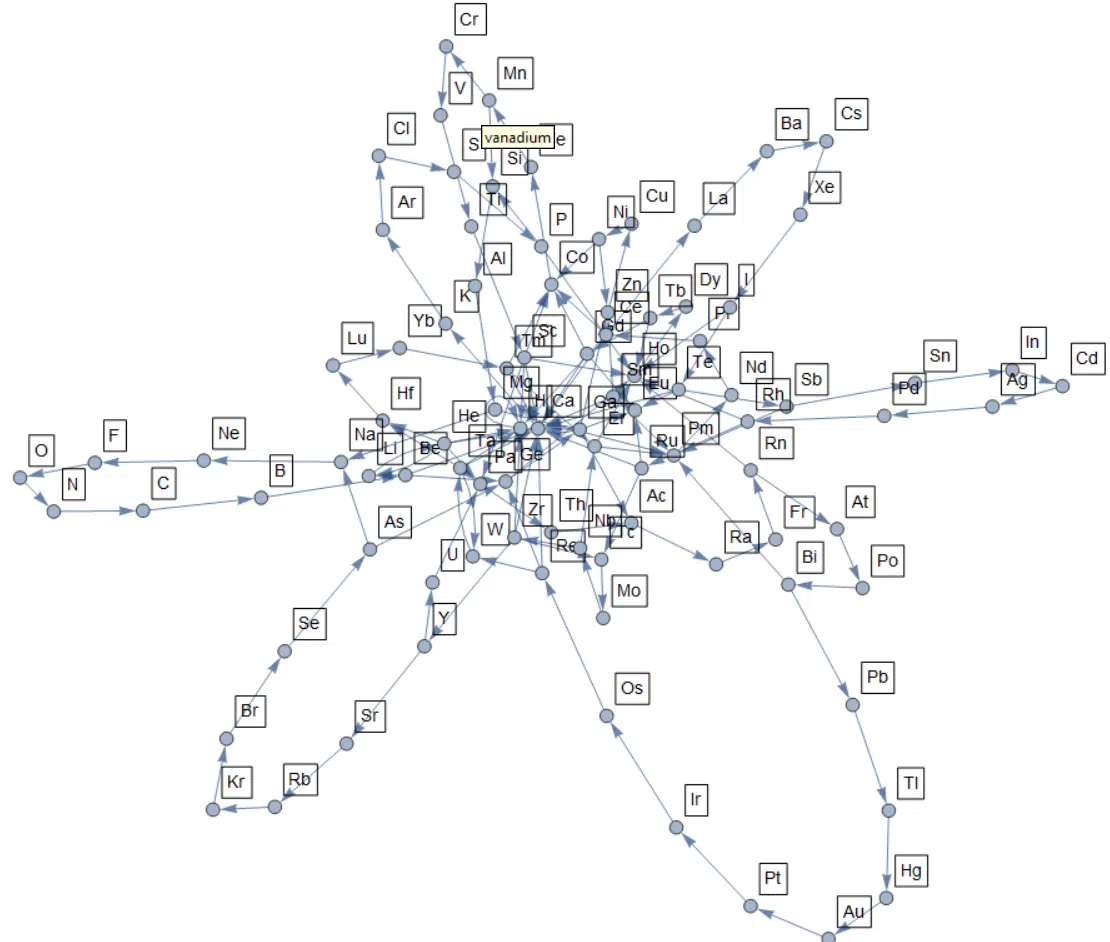 Cr
Mn
V
Cl
S
vanadium
e
Si
Ba
Cs
Xe
Ar
Ti
P
Ni
Cu
La
Al
Co
K
Zn
Tb
Dy
I
Ce
Pr
Gd
Yb
Lu
Tm
Sc
Ho
Te
Nd
Sm
Eu
Rh
Sb
Sn
In
Cd
Pd
Ag
Hf
Mg
H
Ca
Ga
Er
He
Pm
Ru
Rn
O
F
Ne
Na
Li
Be
Ta
Pa
Ge
N
C
B
As
U
W
Zr
Th
Nb
Tc
Re
Ac
Ra
Fr
At
Bi
Po
Mo
Y
Se
Br
Sr
Kr
Rb
Os
Pb
Ir
Tl
Pt
Au
Hg